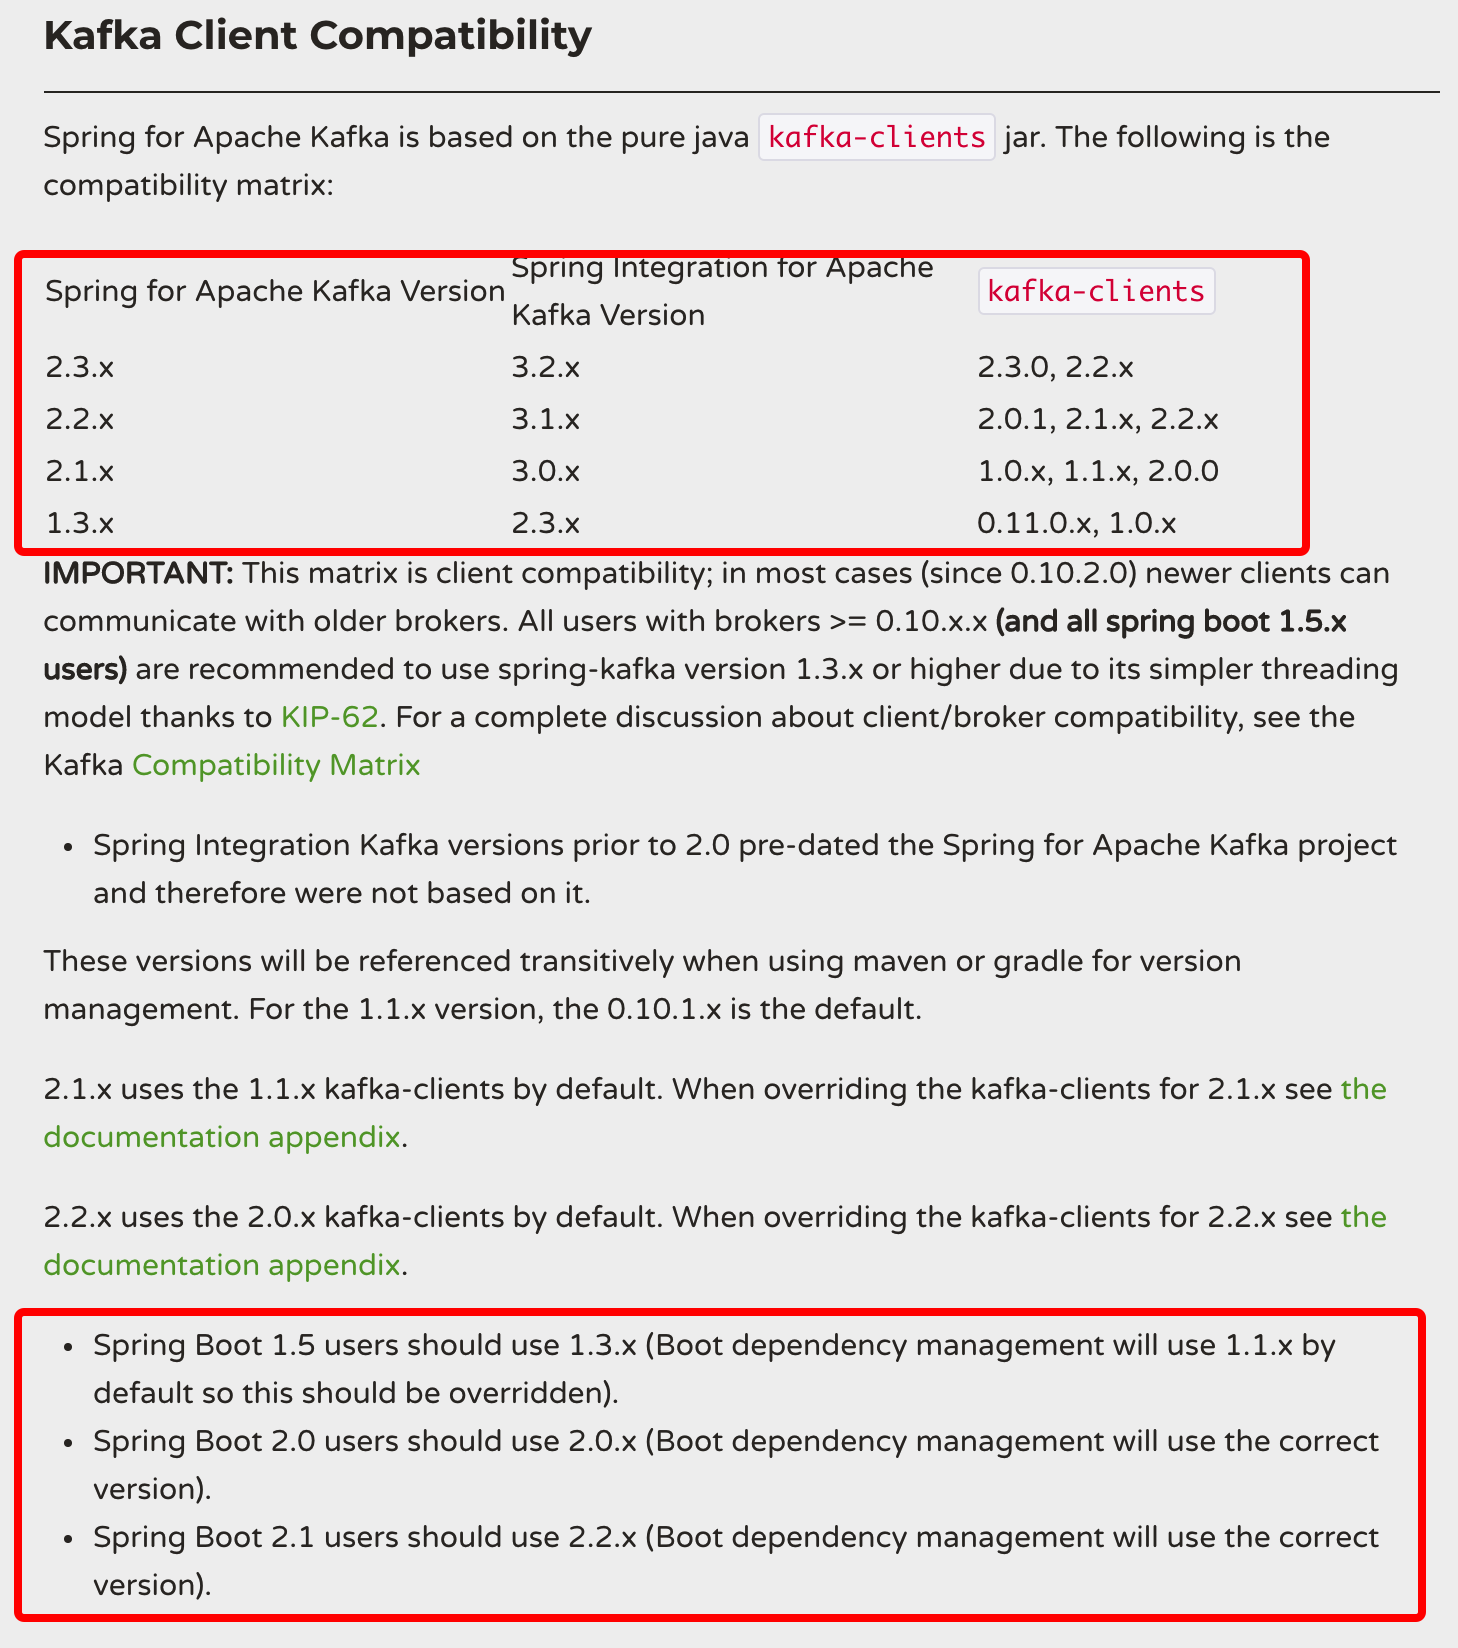 Kafka Client Compatibility
Spring for Apache Kafka is based on the pure java kafka-clients jar. The following is the
compatibility matrix:
Spring for Apache Kafka Version Spring Integration for Apache Kafka Version kafka-clients
2.3.x 3.2.x 2.3.0, 2.2.x
2.2.x 3.1.x 2.0.1, 2.1.x, 2.2.x
2.1.x 3.0.x 1.0.x, 1.1.x, 2.0.0
1.3.x 2.3.x 0.11.0.x, 1.0.x
IMPORTANT: This matrix is client compatibility; in most cases (since 0.10.2.0) newer clients can
communicate with older brokers. All users with brokers >= 0.10.x.x (and all spring boot 1.5.x
users) are recommended to use spring-kafka version 1.3.x or higher due to its simpler threading
model thanks to KIP-62. For a complete discussion about client/broker compatibility, see the
Kafka Compatibility Matrix
• Spring Integration Kafka versions prior to 2.0 pre-dated the Spring for Apache Kafka project
and therefore were not based on it.
These versions will be referenced transitively when using maven or gradle for version
management. For the 1.1.x version, the 0.10.1.x is the default.
2.1.x uses the 1.1.x kafka-clients by default. When overriding the kafka-clients for 2.1.x see the
documentation appendix.
2.2.x uses the 2.0.x kafka-clients by default. When overriding the kafka-clients for 2.2.x see the
documentation appendix.
• Spring Boot 1.5 users should use 1.3.x (Boot dependency management will use 1.1.x by
default so this should be overridden).
• Spring Boot 2.0 users should use 2.0.x (Boot dependency management will use the correct
version).
• Spring Boot 2.1 users should use 2.2.x (Boot dependency management will use the correct
version).